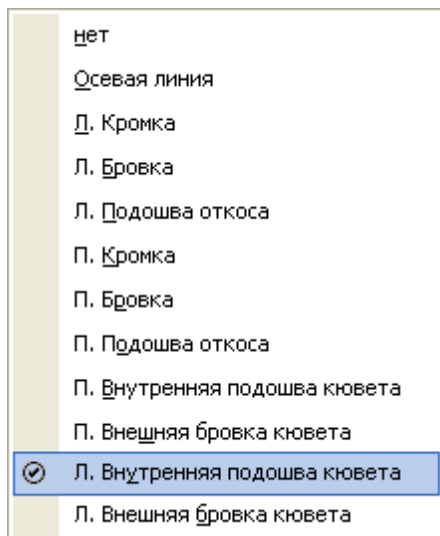 нет
Осевая линия
Л. Кромка
Л. Бровка
Л. Подошва откоса
П. Кромка
П. Бровка
П. Подошва откоса
П. Внутренняя подошва кювета
П. Внешняя бровка кювета
Л. Внутренняя подошва кювета
Л. Внешняя бровка кювета